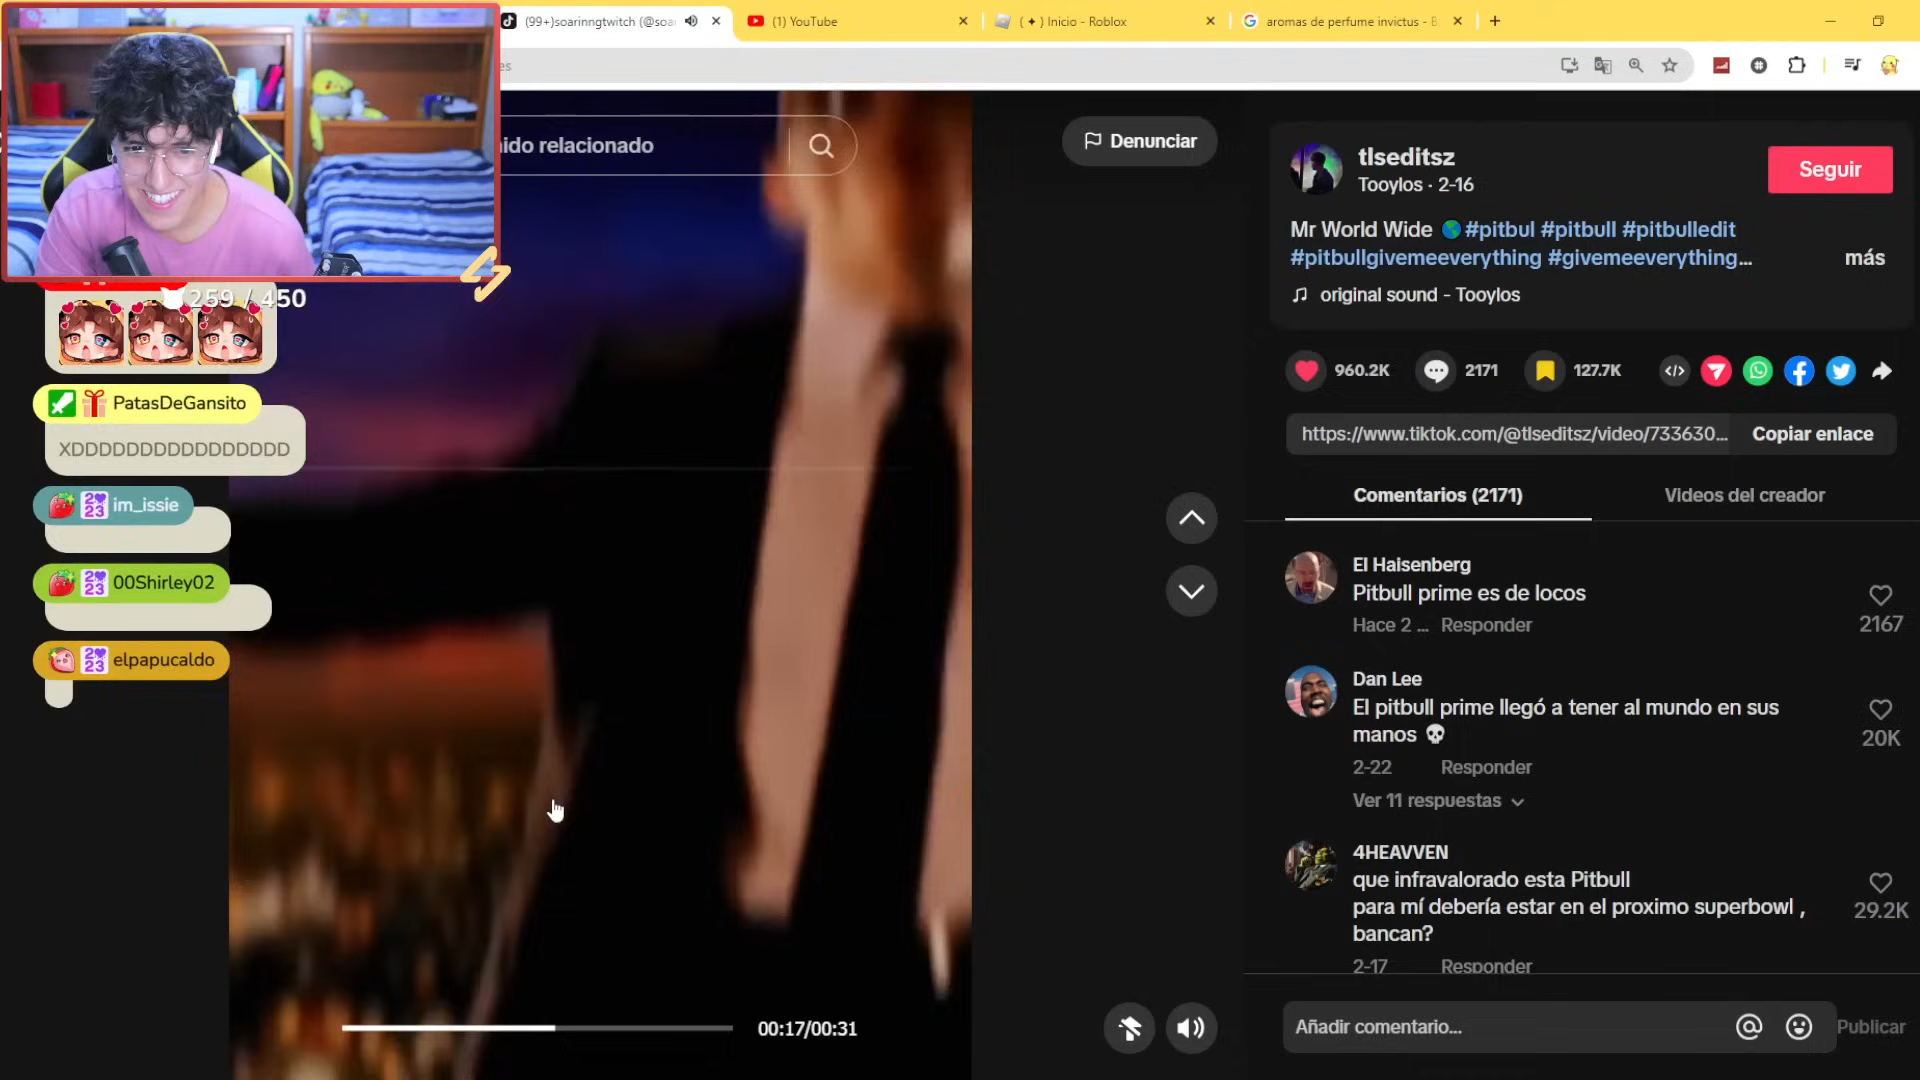 (99+)soarinngtwitch (@soa
(1) YouTube
( ✦ ) Inicio - Roblox
aromas de perfume invictus - B
es
ido relacionado
Denunciar
259 / 450
PatasDeGansito
XDDDDDDDDDDDDDDDD
im_issie
00Shirley02
elpapucaldo
00:17/00:31
tlseditsz
Tooylos · 2-16
Seguir
Mr World Wide 🌎#pitbul #pitbull #pitbulledit
#pitbullgivemeeverything #givemeeverything...
más
original sound - Tooylos
960.2K
2171
127.7K
https://www.tiktok.com/@tlseditsz/video/733630...
Copiar enlace
Comentarios (2171)
Videos del creador
El Haisenberg
Pitbull prime es de locos
Hace 2 ... Responder
2167
Dan Lee
El pitbull prime llegó a tener al mundo en sus
manos 💀
20K
2-22 Responder
Ver 11 respuestas
4HEAVVEN
que infravalorado esta Pitbull
para mí debería estar en el proximo superbowl ,
bancan?
29.2K
2-17 Responder
Añadir comentario...
Publicar